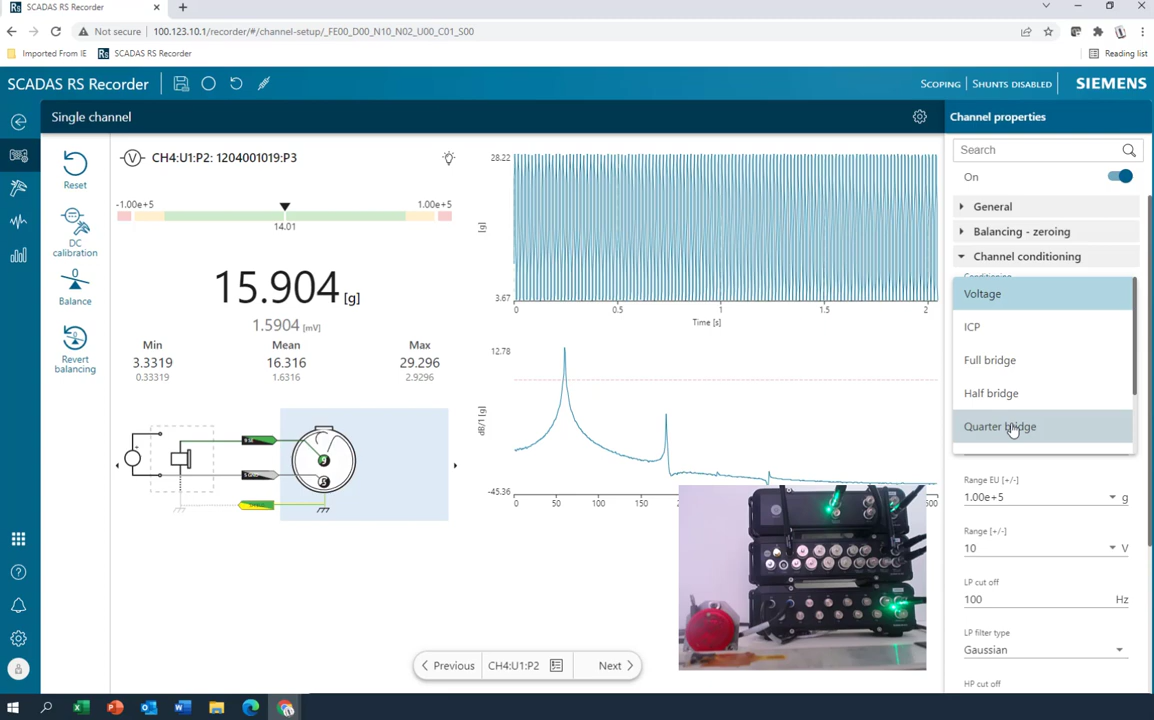 SCADAS RS Recorder
Not secure 100.123.10.1/recorder/#/channel-setup/_FE00_D00_N10_N02_U00_C01_S00
Imported From IE
SCADAS RS Recorder
Reading list
SCADAS RS Recorder
SCOPING
SHUNTS DISABLED
SIEMENS
Single channel
Channel properties
CH4:U1:P2: 1204001019:P3
Reset
DC calibration
Balance
Revert balancing
-1.00e+5
1.00e+5
14.01
15.904 [g]
1.5904 [mV]
Min
Mean
Max
3.3319
16.316
29.296
0.33319
1.6316
2.9296
28.22
[g]
3.67
0
0.5
1
1.5
2
Time [s]
12.78
dB/1 [g]
-45.36
0
50
100
150
Search
On
General
Balancing - zeroing
Channel conditioning
Conditioning
Voltage
ICP
Full bridge
Half bridge
Quarter bridge
Range EU [+/-]
1.00e+5
g
Range [+/-]
10
V
LP cut off
100
Hz
LP filter type
Gaussian
HP cut off
Previous
CH4:U1:P2
Next